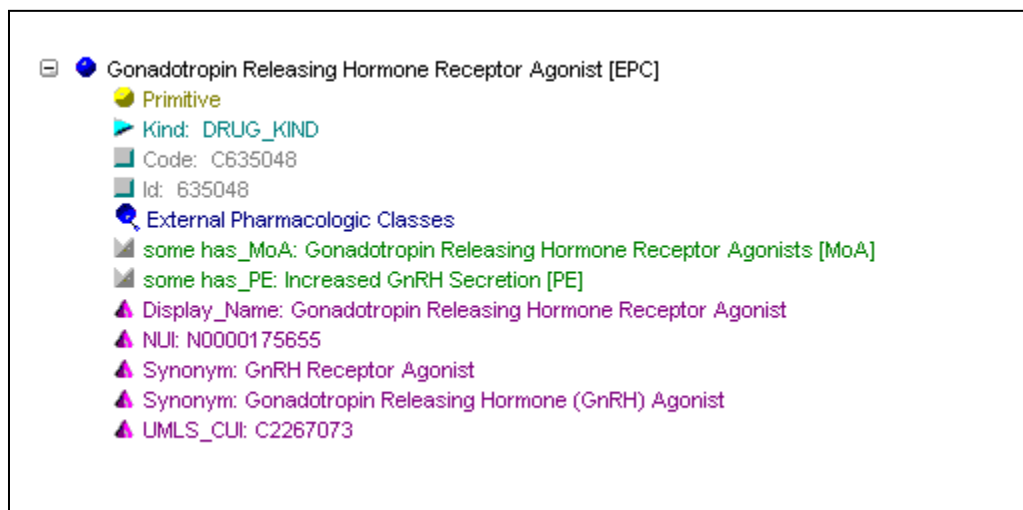 Gonadotropin Releasing Hormone Receptor Agonist [EPC]
Primitive
Kind: DRUG_KIND
Code: C635048
Id: 635048
External Pharmacologic Classes
some has_MoA: Gonadotropin Releasing Hormone Receptor Agonists [MoA]
some has_PE: Increased GnRH Secretion [PE]
Display_Name: Gonadotropin Releasing Hormone Receptor Agonist
NUI: N0000175655
Synonym: GnRH Receptor Agonist
Synonym: Gonadotropin Releasing Hormone (GnRH) Agonist
UMLS_CUI: C2267073